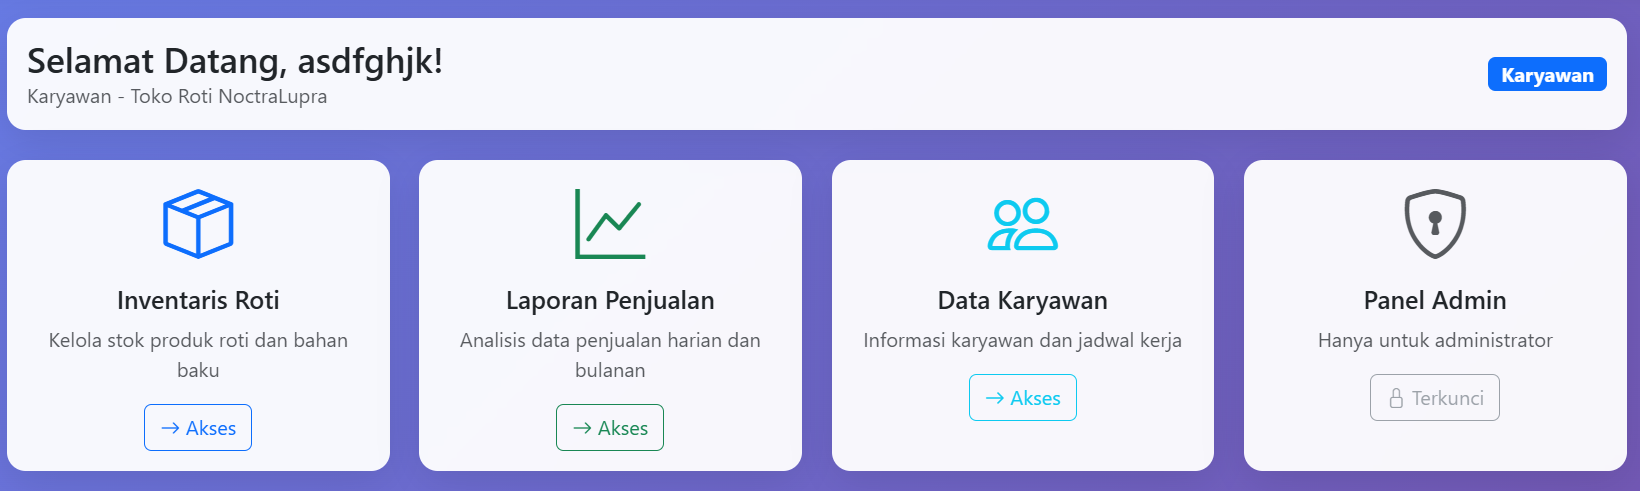 Selamat Datang, asdfghjk!
Karyawan - Toko Roti NoctraLupra
Karyawan
Inventaris Roti
Kelola stok produk roti dan bahan
baku
→ Akses
Laporan Penjualan
Analisis data penjualan harian dan
bulanan
→ Akses
Data Karyawan
Informasi karyawan dan jadwal kerja
→ Akses
Panel Admin
Hanya untuk administrator
Terkunci